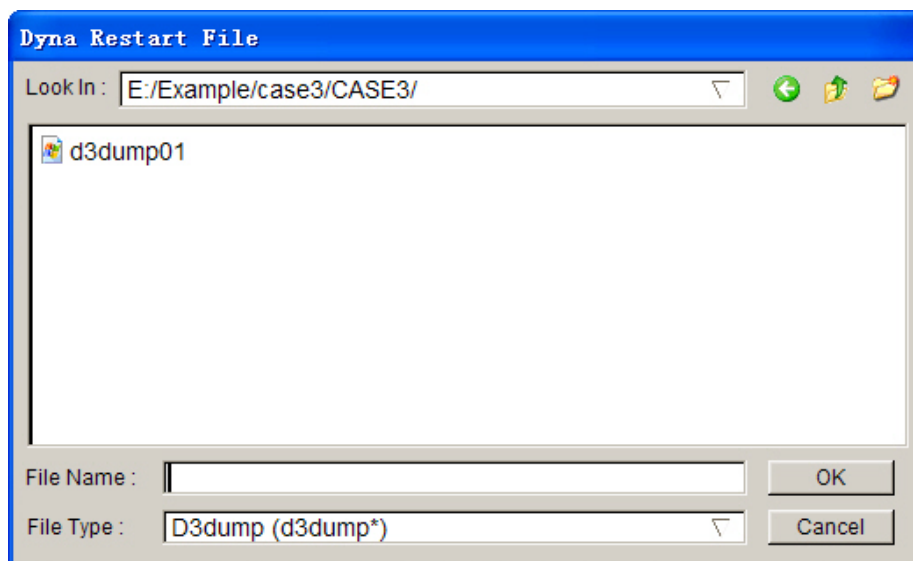 Dyna Restart File
Look In : E:/Example/case3/CASE3/
d3dump01
File Name : OK
File Type : D3dump (d3dump*) Cancel